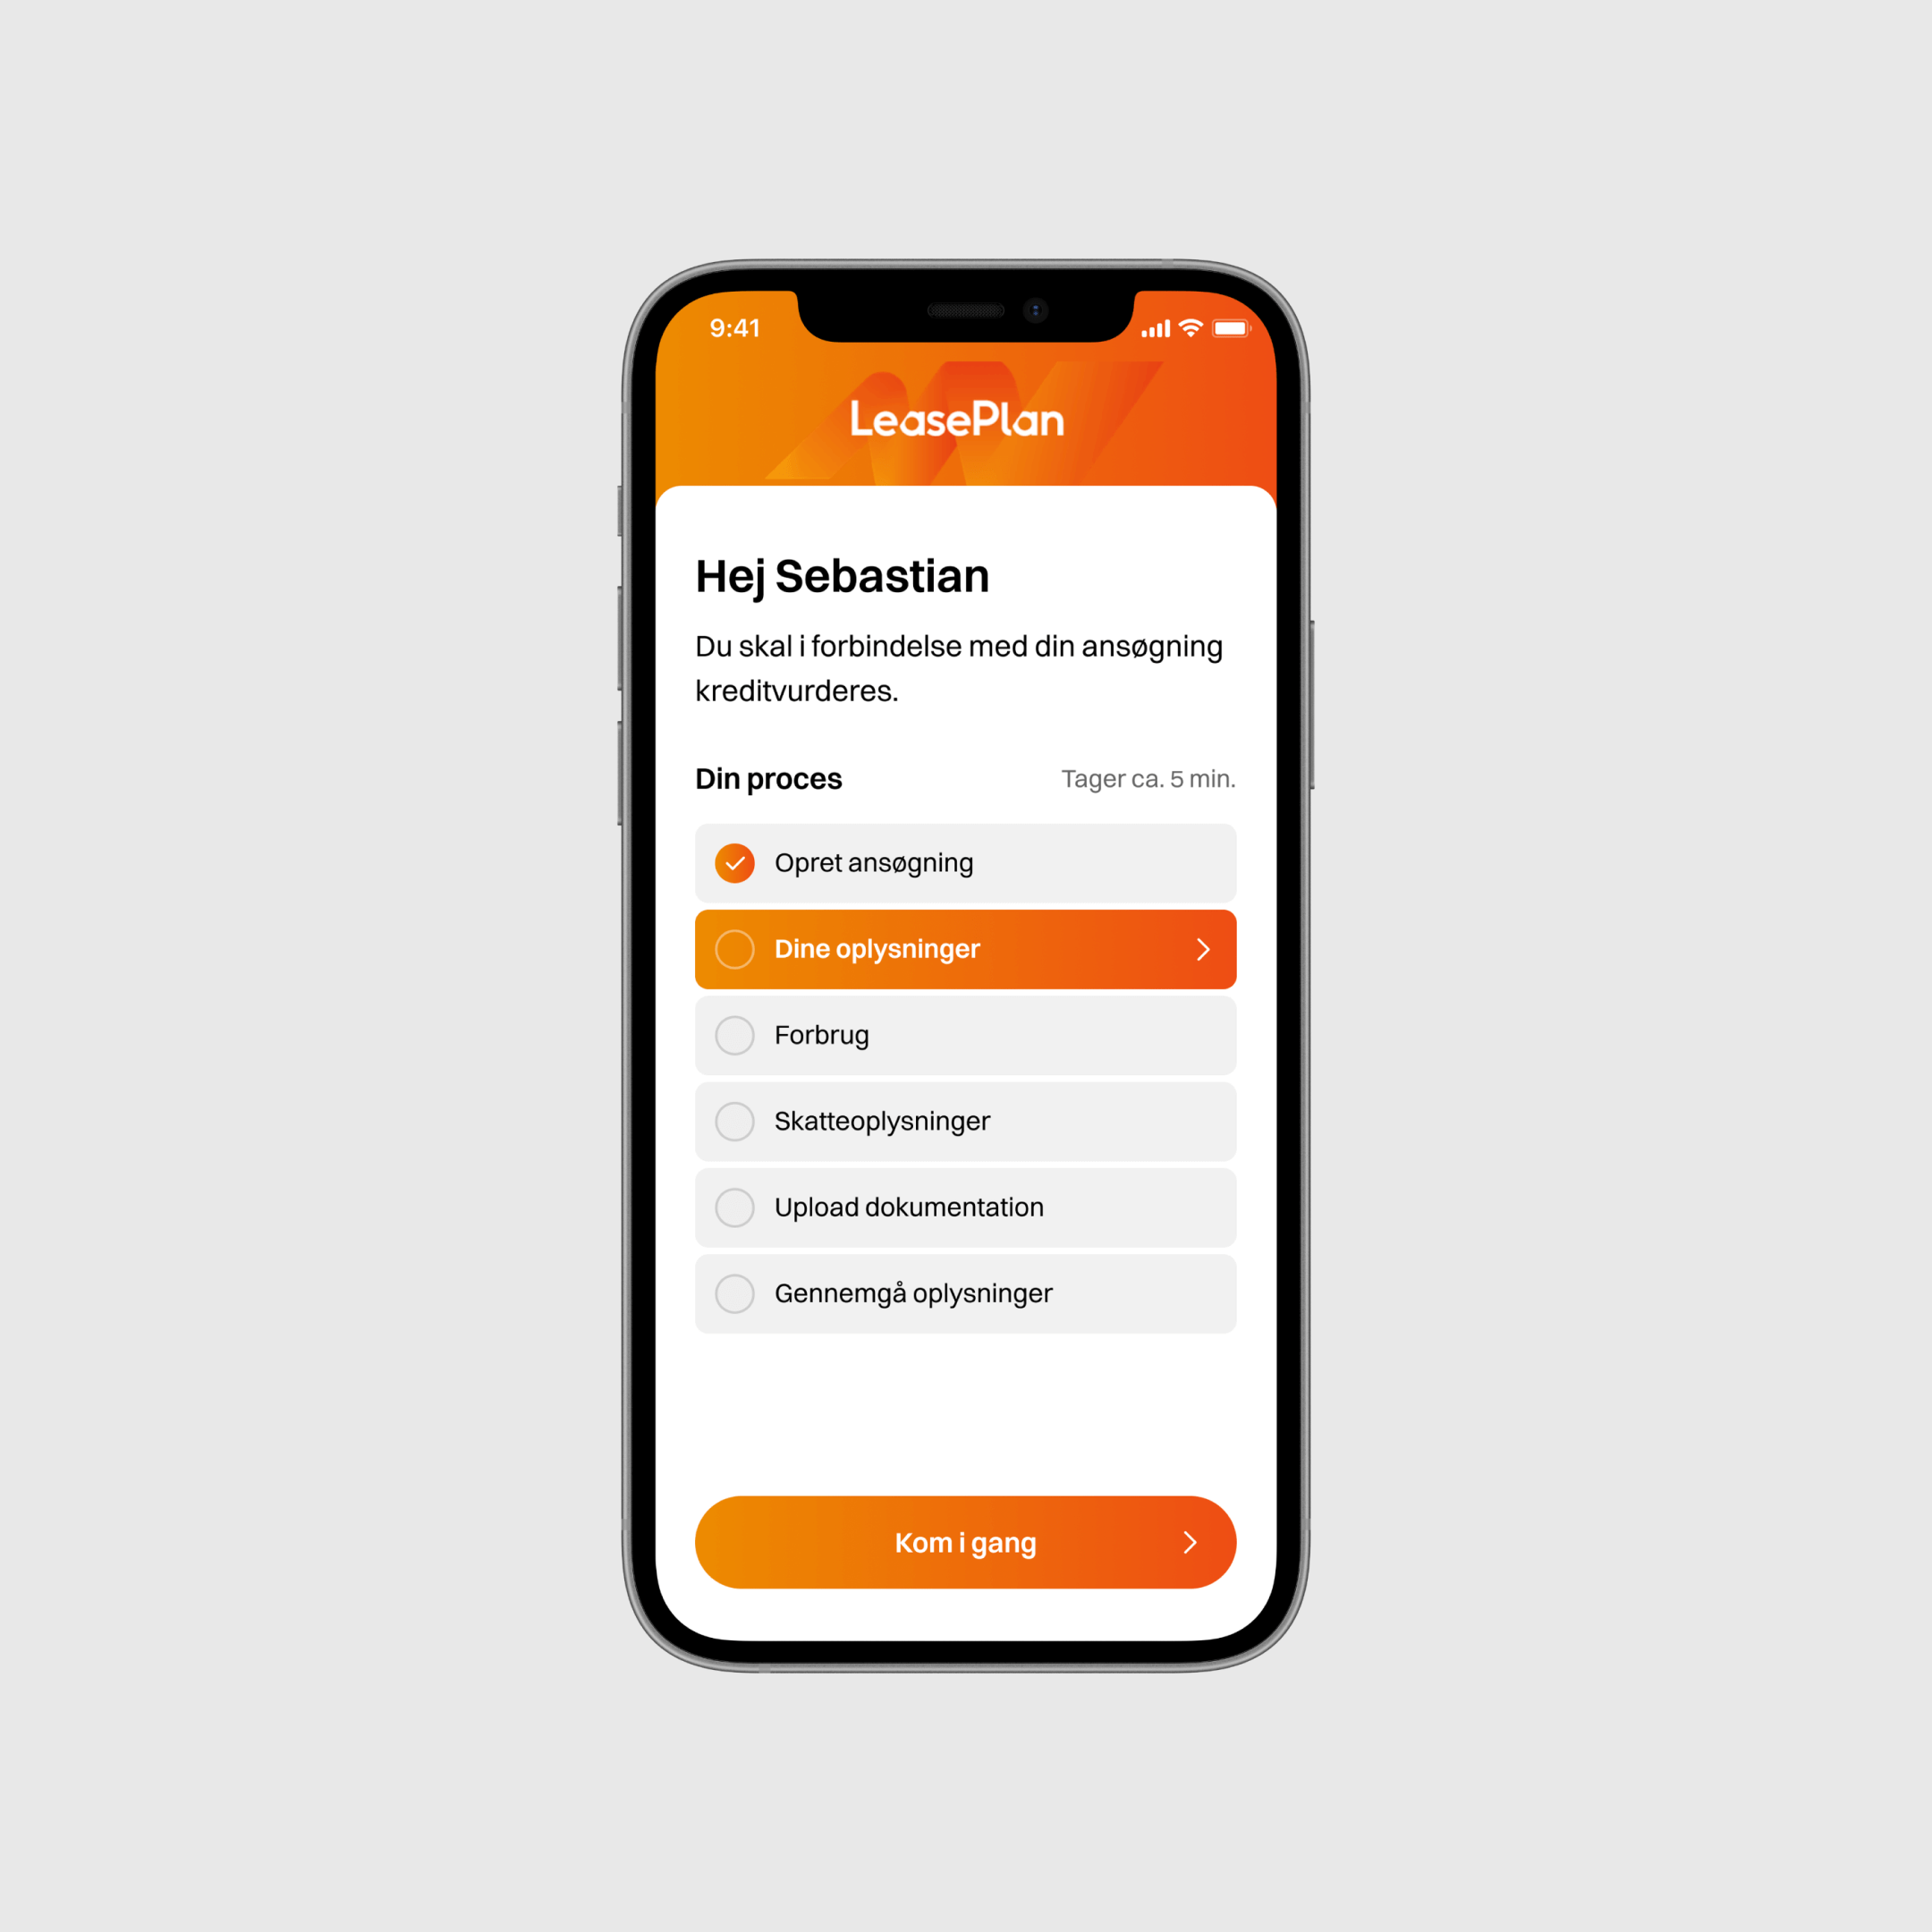 9:41
LeasePlan
Hej Sebastian
Du skal i forbindelse med din ansøgning
kreditvurderes.
Din proces
Tager ca. 5 min.
Opret ansøgning
Dine oplysninger
Forbrug
Skatteoplysninger
Upload dokumentation
Gennemgå oplysninger
Kom i gang